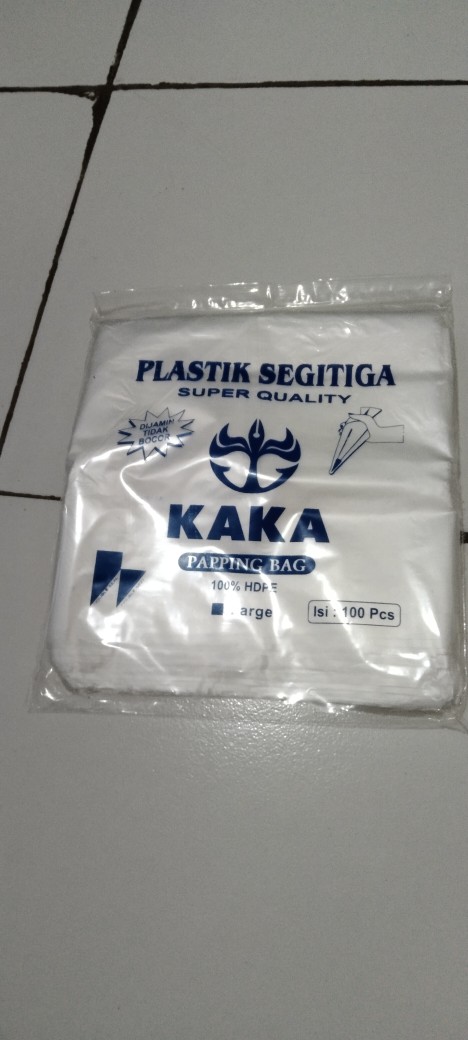 PLASTIK SEGITIGA
SUPER QUALITY
DIJAMIN
TIDAK
BOCOR
KAKA
PAPPING BAG
100% HDPE
Large
Isi : 100 Pcs